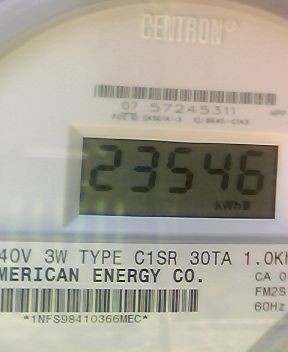 CENTRON®
07 57245311
23546
kWh
40V 3W TYPE C1SR 30TA 1.0Kh
MERICAN ENERGY CO.
CA 0
FM2S
60Hz
*1NFS98410366MEC*